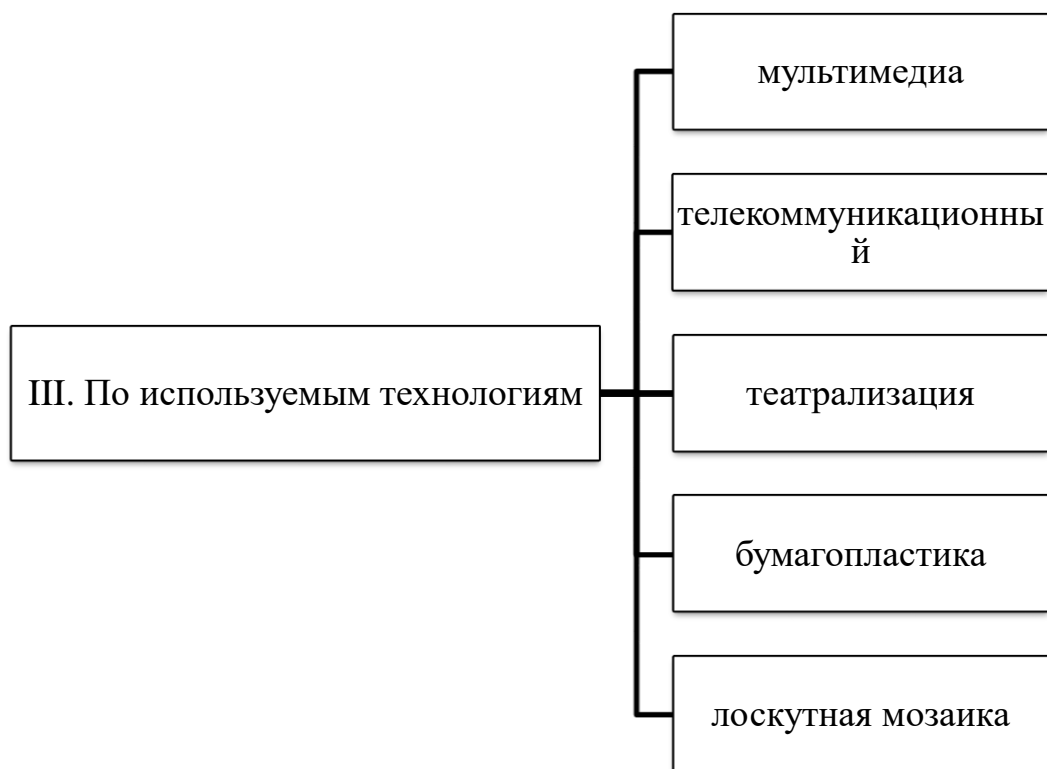 мультимедиа
телекоммуникационны
й
III. По используемым технологиям
театрализация
бумагопластика
лоскутная мозаика